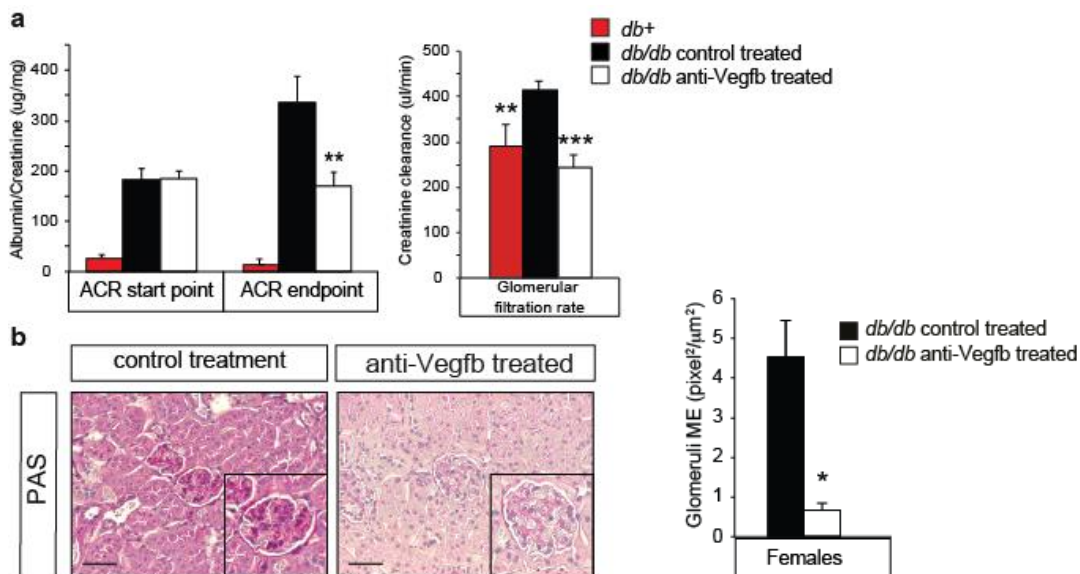 a
Albumin/Creatinine (ug/mg)
400
300
200
100
0
**
ACR start point
ACR endpoint
Creatinine clearance (ul/min)
500
400
300
200
100
0
**
***
Glomerular
filtration rate
db+
db/db control treated
db/db anti-Vegfb treated
b
control treatment
anti-Vegfb treated
PAS
Glomeruli ME (pixel²/µm²)
6
5
4
3
2
1
0
*
Females
db/db control treated
db/db anti-Vegfb treated